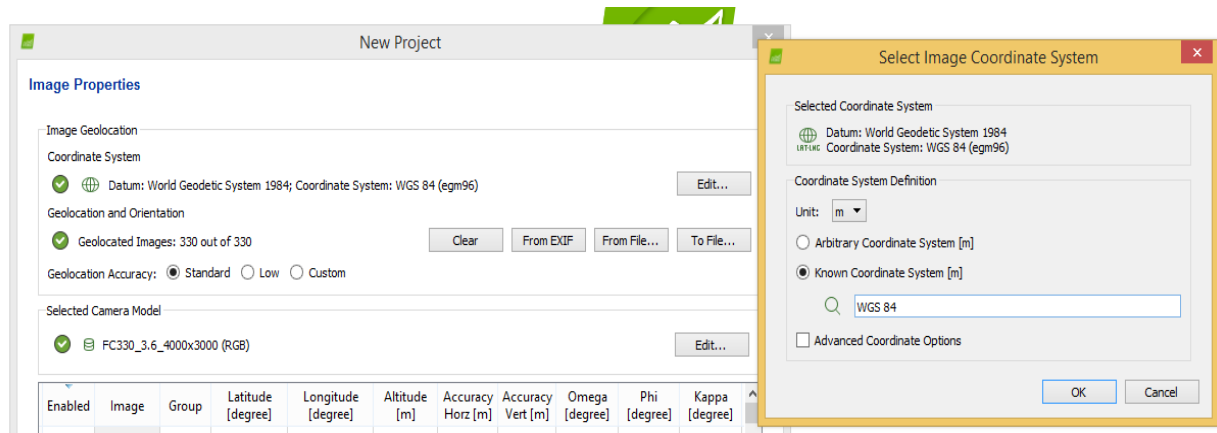 New Project
Image Properties
Image Geolocation
Coordinate System
Datum: World Geodetic System 1984; Coordinate System: WGS 84 (egm96)
Edit...
Geolocation and Orientation
Geolocated Images: 330 out of 330
Clear
From EXIF
From File...
To File...
Geolocation Accuracy: Standard Low Custom
Selected Camera Model
FC330_3.6_4000x3000 (RGB)
Edit...
Enabled
Image
Group
Latitude
[degree]
Longitude
[degree]
Altitude
[m]
Accuracy
Horz [m]
Accuracy
Vert [m]
Omega
[degree]
Phi
[degree]
Kappa
[degree]
Select Image Coordinate System
Selected Coordinate System
Datum: World Geodetic System 1984
Coordinate System: WGS 84 (egm96)
Coordinate System Definition
Unit: m
Arbitrary Coordinate System [m]
Known Coordinate System [m]
WGS 84
Advanced Coordinate Options
OK
Cancel